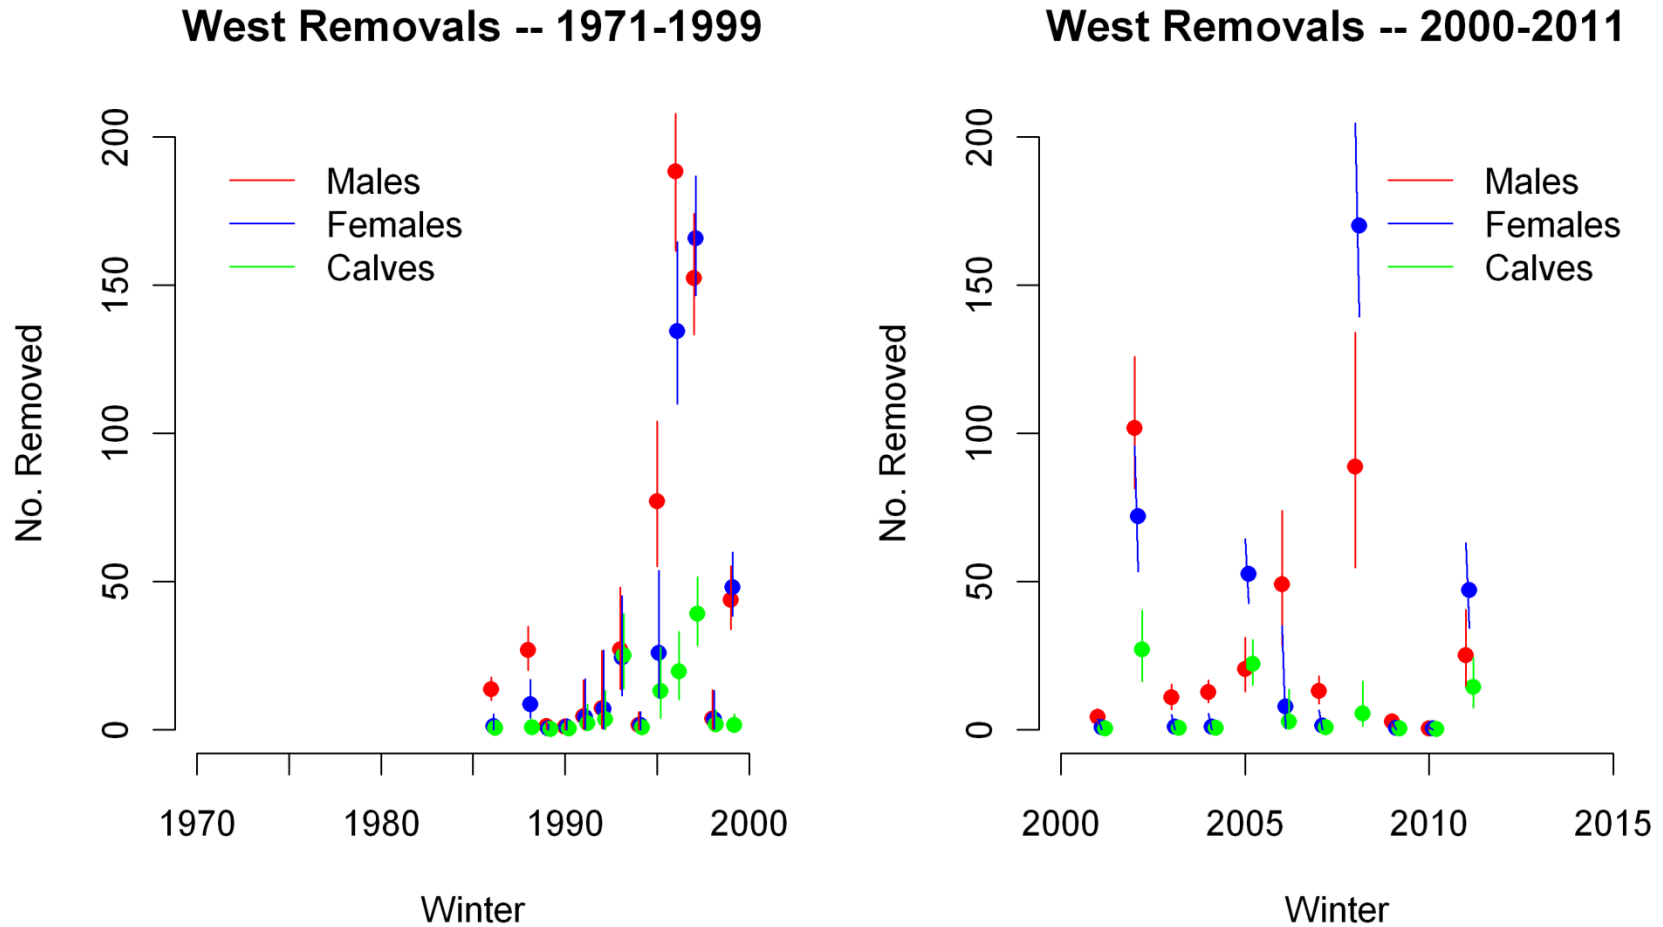 West Removals -- 1971-1999
No. Removed
200
150
100
50
0
Males
Females
Calves
1970
1980
1990
2000
Winter
West Removals -- 2000-2011
No. Removed
200
150
100
50
0
Males
Females
Calves
2000
2005
2010
2015
Winter